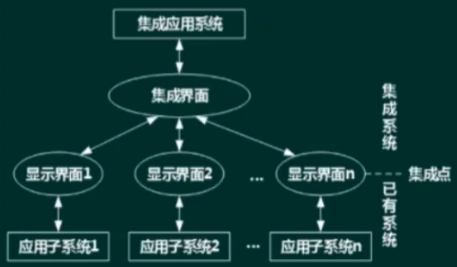 集成应用系统
集成界面
集成系统
显示界面1
显示界面2
...
显示界面n
集成点
已有系统
应用子系统1
应用子系统2
...
应用子系统n